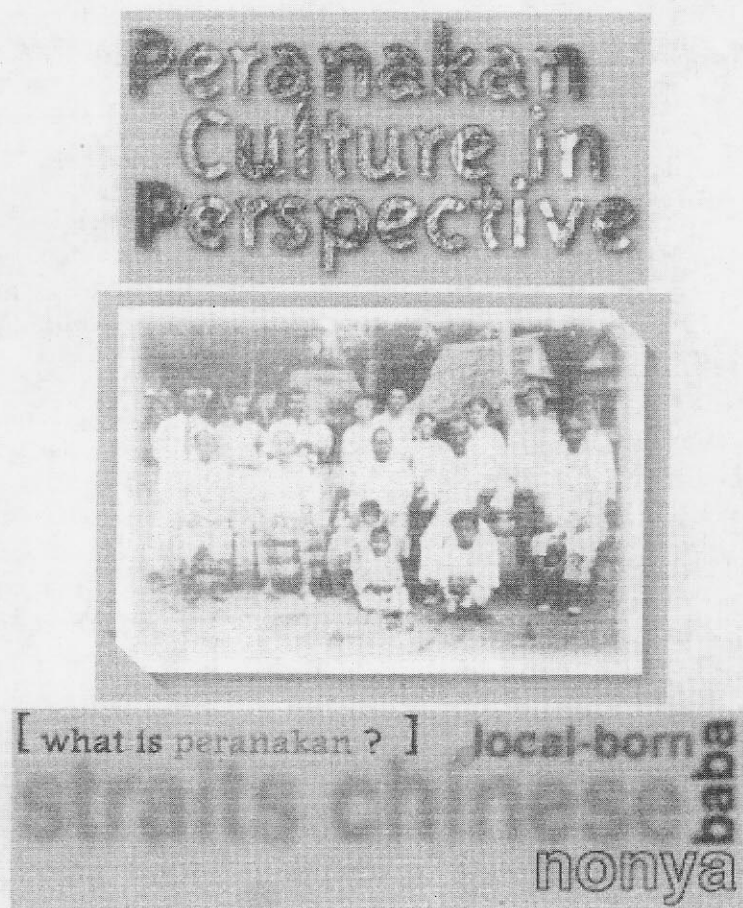 Peranakan
Culture in
Perspective
[ what is peranakan ? ]
local-born
straits chinese
baba
nonya